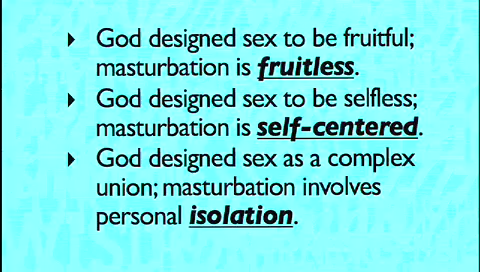 God designed sex to be fruitful;
masturbation is fruitless.
God designed sex to be selfless;
masturbation is self-centered.
God designed sex as a complex
union; masturbation involves
personal isolation.